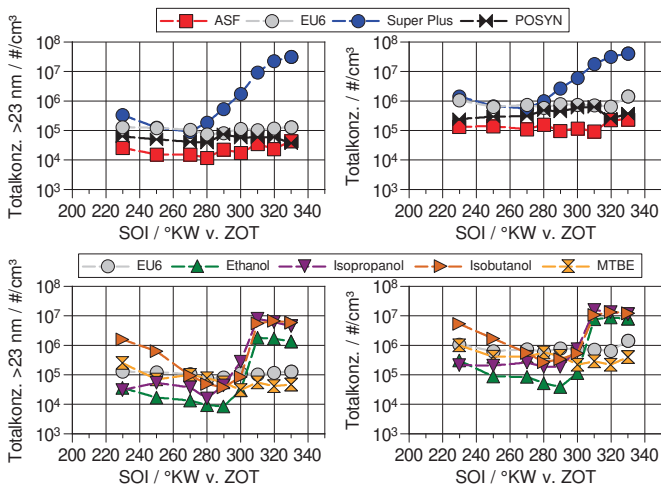 ASF EU6 Super Plus POSYN
Totalkonz. >23 nm / #/cm³
10⁸
10⁷
10⁶
10⁵
10⁴
10³
200 220 240 260 280 300 320 340
SOI / °KW v. ZOT
Totalkonz. / #/cm³
10⁸
10⁷
10⁶
10⁵
10⁴
10³
200 220 240 260 280 300 320 340
SOI / °KW v. ZOT
EU6 Ethanol Isopropanol Isobutanol MTBE
Totalkonz. >23 nm / #/cm³
10⁸
10⁷
10⁶
10⁵
10⁴
10³
200 220 240 260 280 300 320 340
SOI / °KW v. ZOT
Totalkonz. / #/cm³
10⁸
10⁷
10⁶
10⁵
10⁴
10³
200 220 240 260 280 300 320 340
SOI / °KW v. ZOT